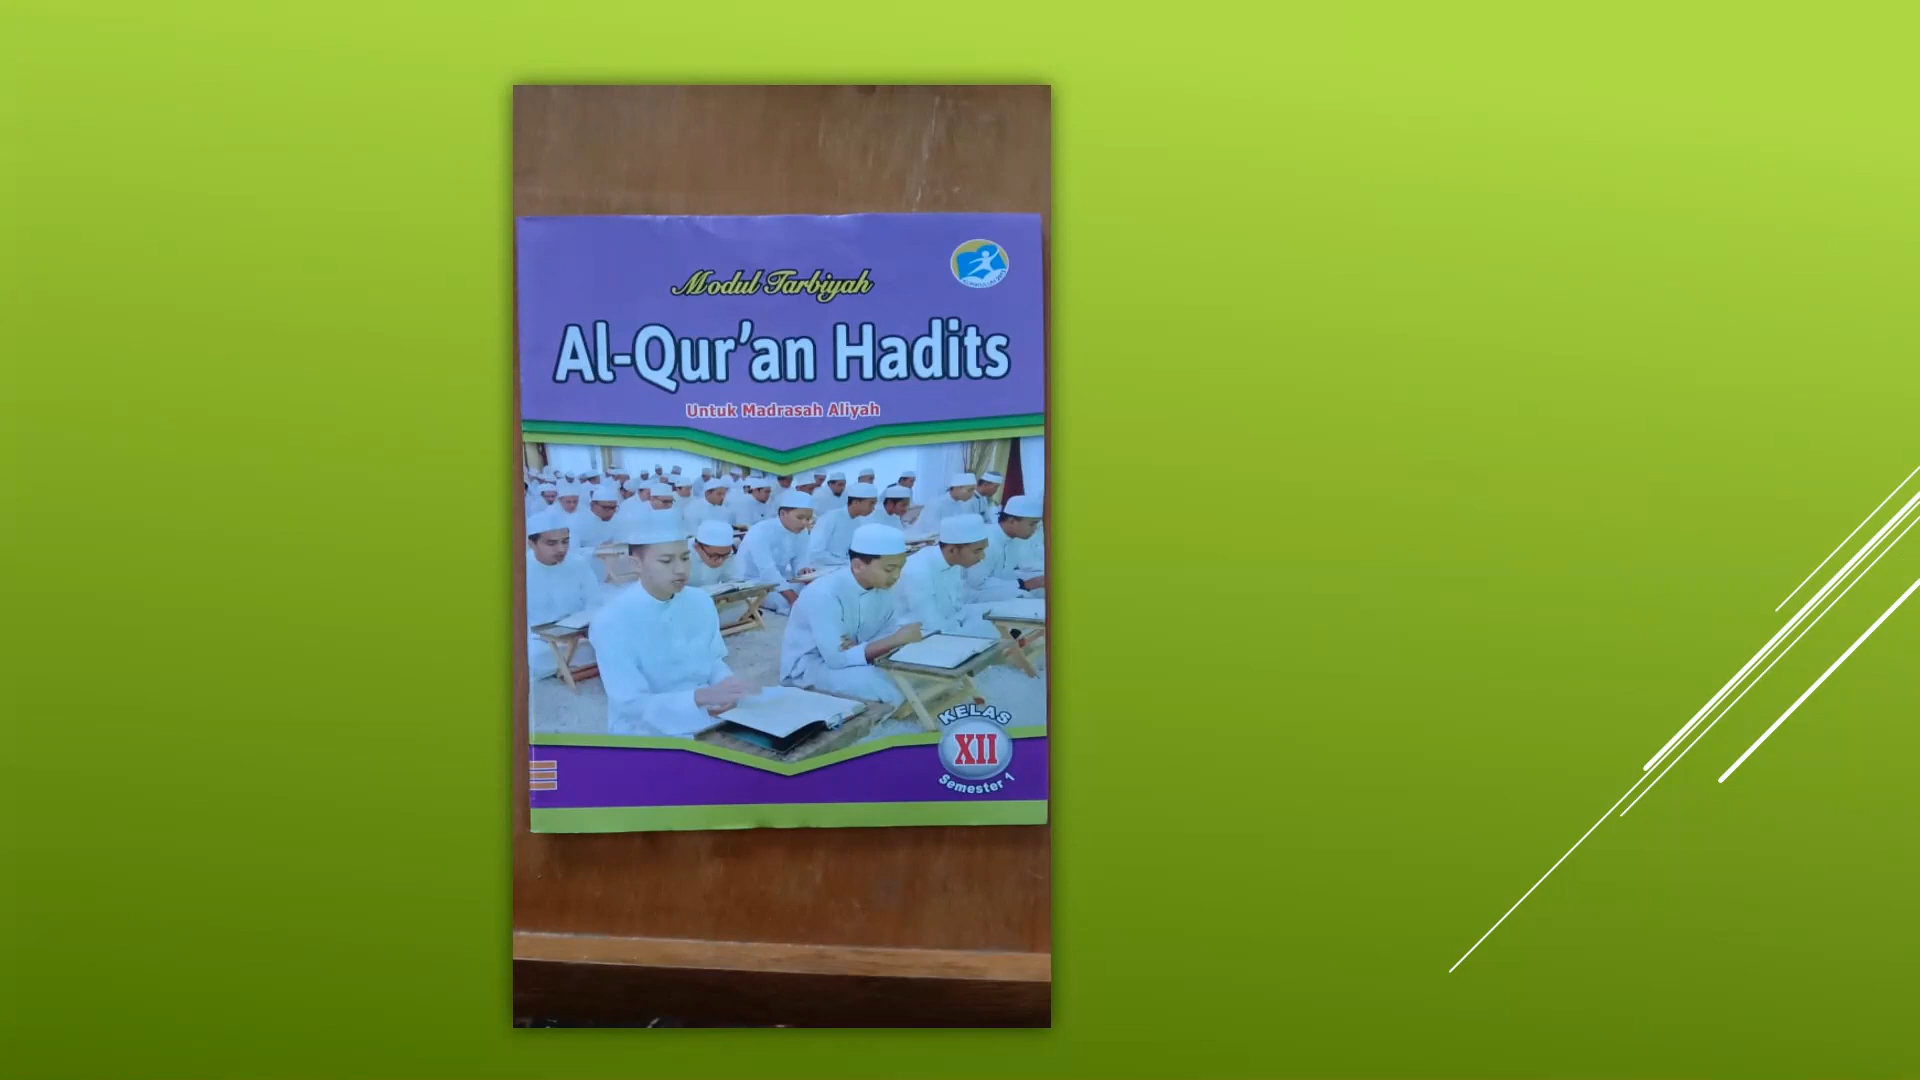 Modul Tarbiyah
Al-Qur'an Hadits
Untuk Madrasah Aliyah
KELAS
XII
Semester 1